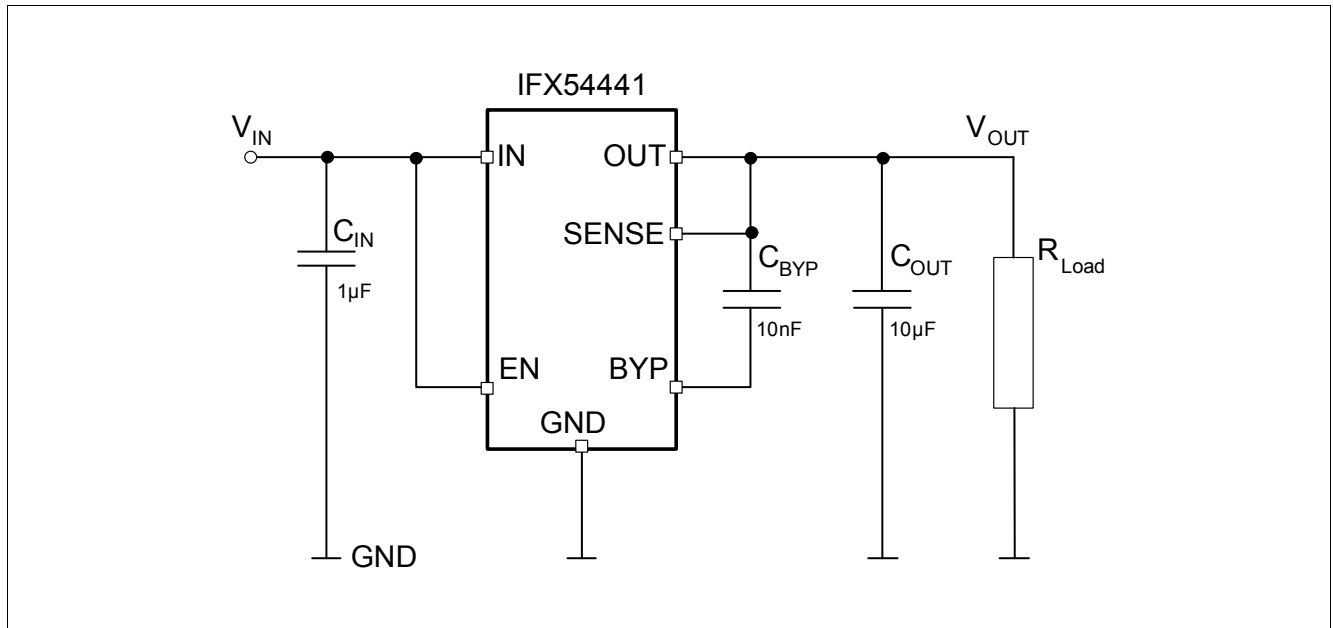 IFX54441
VIN
VOUT
IN
OUT
SENSE
CIN
1µF
CBYP
10nF
COUT
10µF
RLoad
EN
BYP
GND
GND